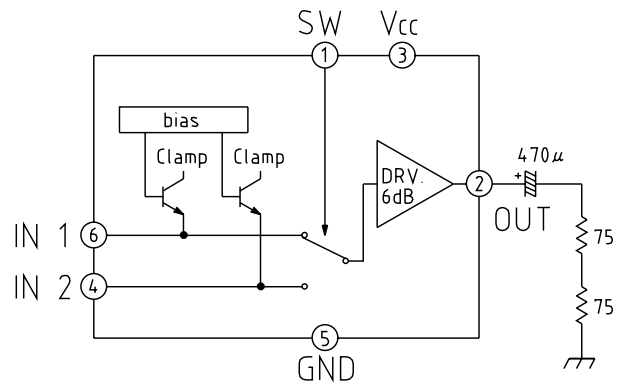 SW Vcc
1 3
bias
Clamp Clamp
470μ
DRV.
6dB
2
OUT
IN 1 6
75
IN 2 4
75
5
GND